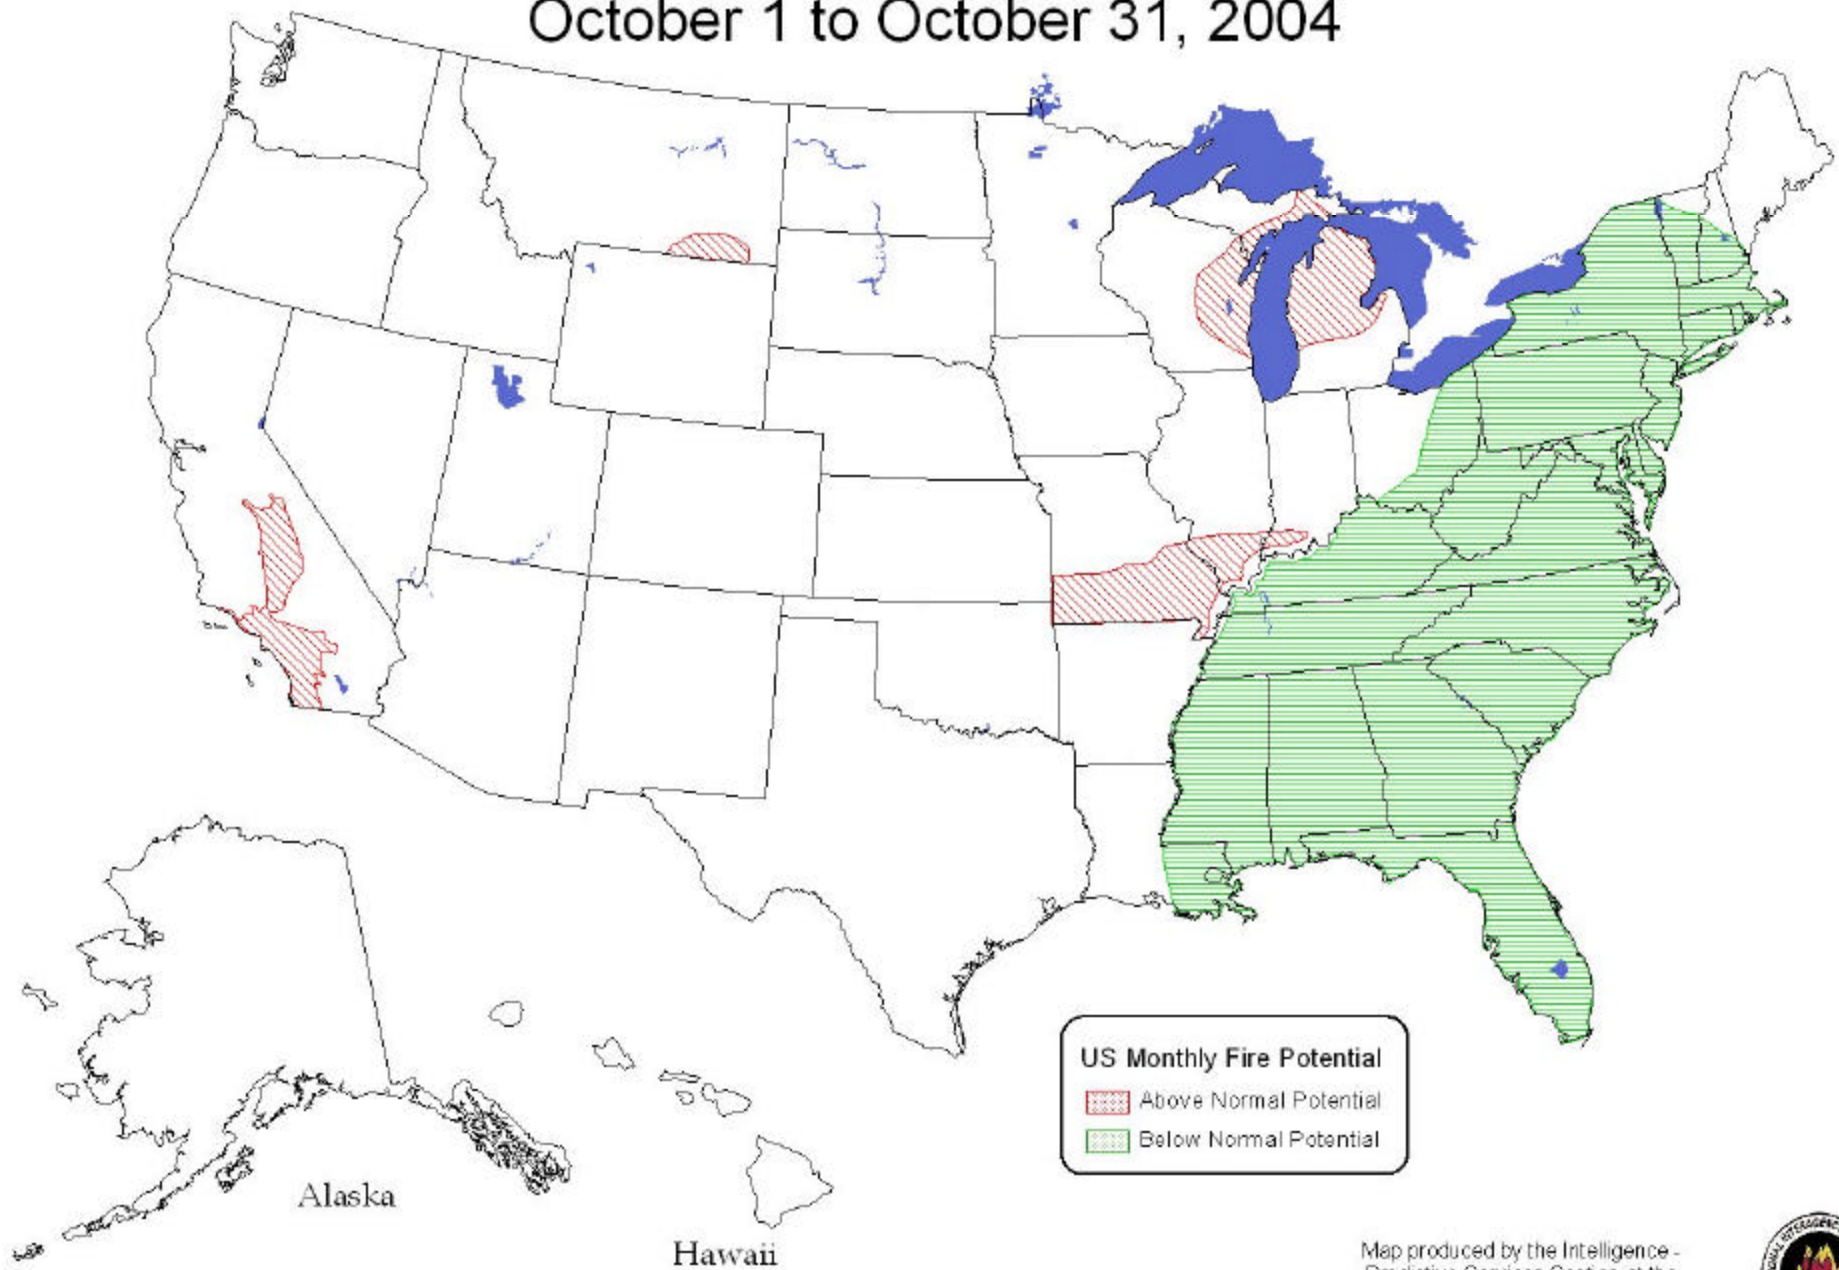 October 1 to October 31, 2004
US Monthly Fire Potential
Above Normal Potential
Below Normal Potential
Alaska
Hawaii
Map produced by the Intelligence -